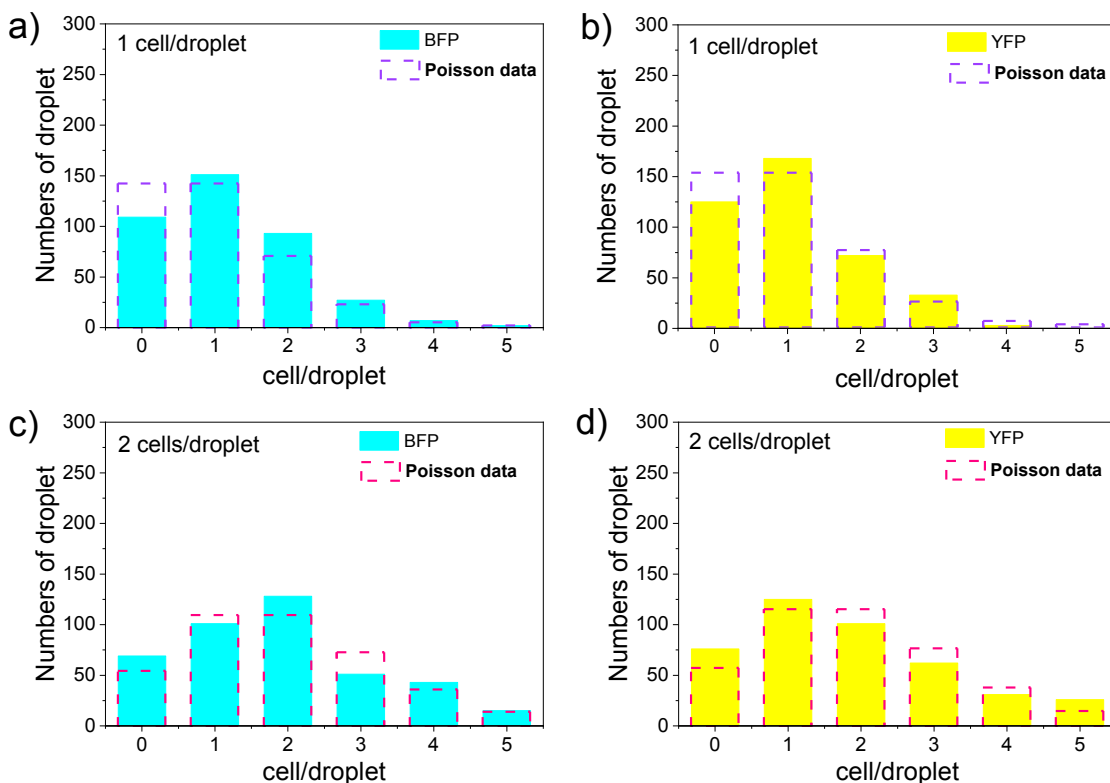 a)
1 cell/droplet
BFP
Poisson data
Numbers of droplet
300
250
200
150
100
50
0
0 1 2 3 4 5
cell/droplet
b)
1 cell/droplet
YFP
Poisson data
Numbers of droplet
300
250
200
150
100
50
0
0 1 2 3 4 5
cell/droplet
c)
2 cells/droplet
BFP
Poisson data
Numbers of droplet
300
250
200
150
100
50
0
0 1 2 3 4 5
cell/droplet
d)
2 cells/droplet
YFP
Poisson data
Numbers of droplet
300
250
200
150
100
50
0
0 1 2 3 4 5
cell/droplet